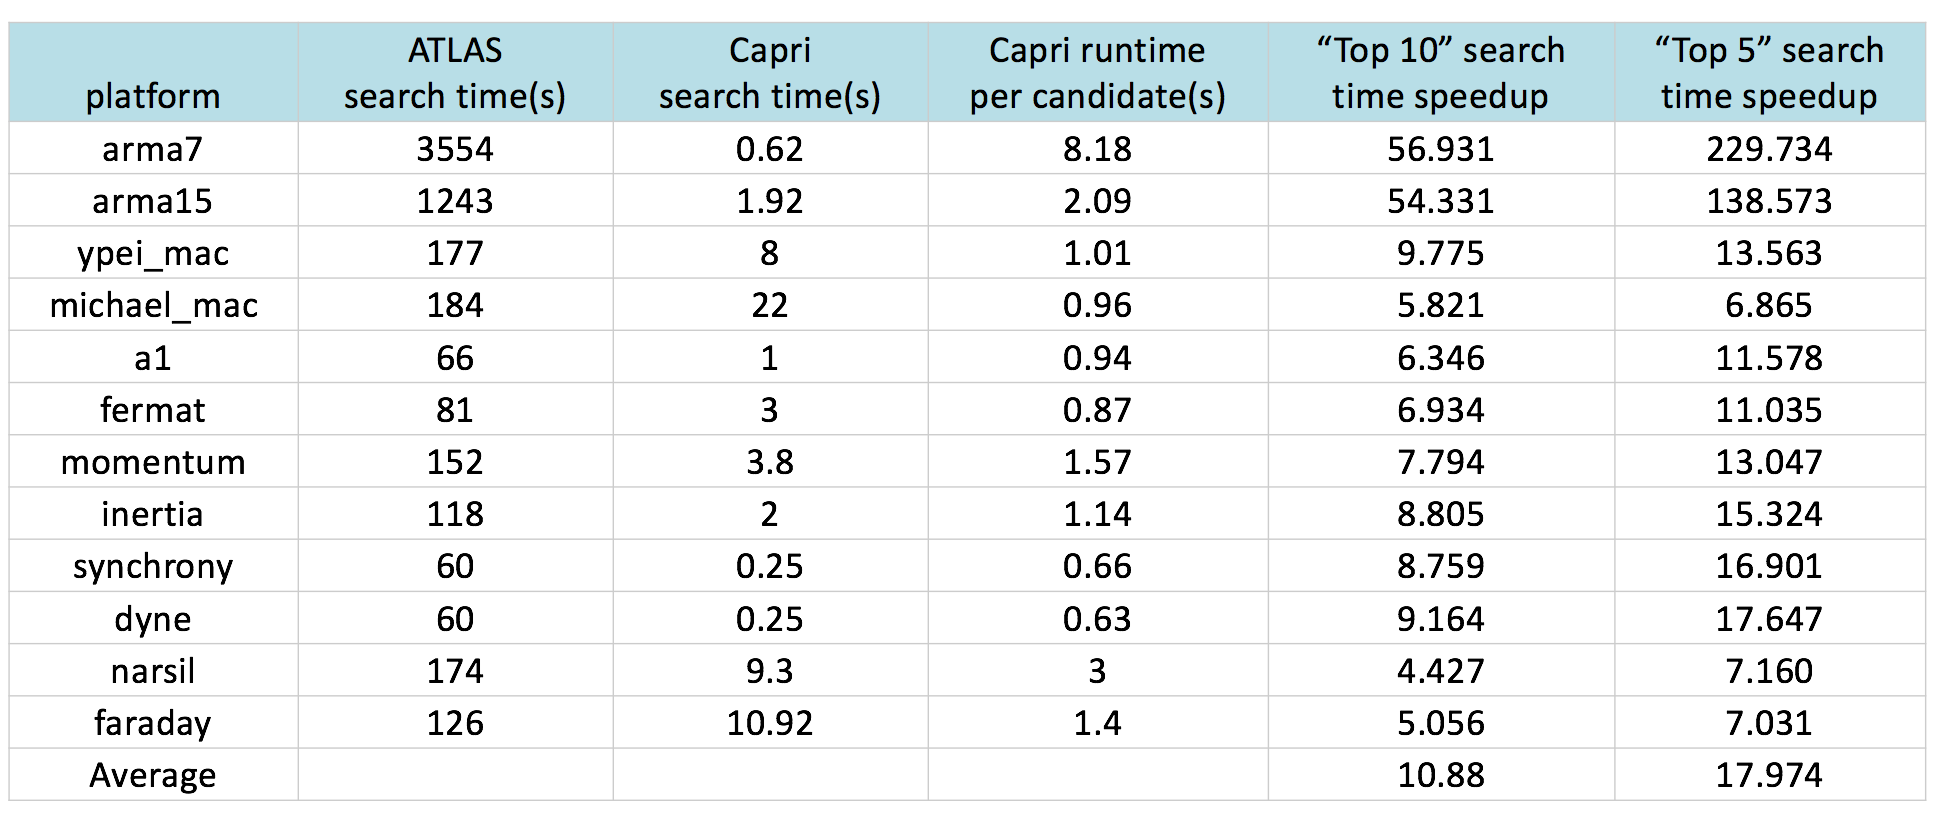 platform ATLAS search time(s) Capri search time(s) Capri runtime per candidate(s) “Top 10” search time speedup “Top 5” search time speedup
arma7 3554 0.62 8.18 56.931 229.734
arma15 1243 1.92 2.09 54.331 138.573
ypei_mac 177 8 1.01 9.775 13.563
michael_mac 184 22 0.96 5.821 6.865
a1 66 1 0.94 6.346 11.578
fermat 81 3 0.87 6.934 11.035
momentum 152 3.8 1.57 7.794 13.047
inertia 118 2 1.14 8.805 15.324
synchrony 60 0.25 0.66 8.759 16.901
dyne 60 0.25 0.63 9.164 17.647
narsil 174 9.3 3 4.427 7.160
faraday 126 10.92 1.4 5.056 7.031
Average 10.88 17.974